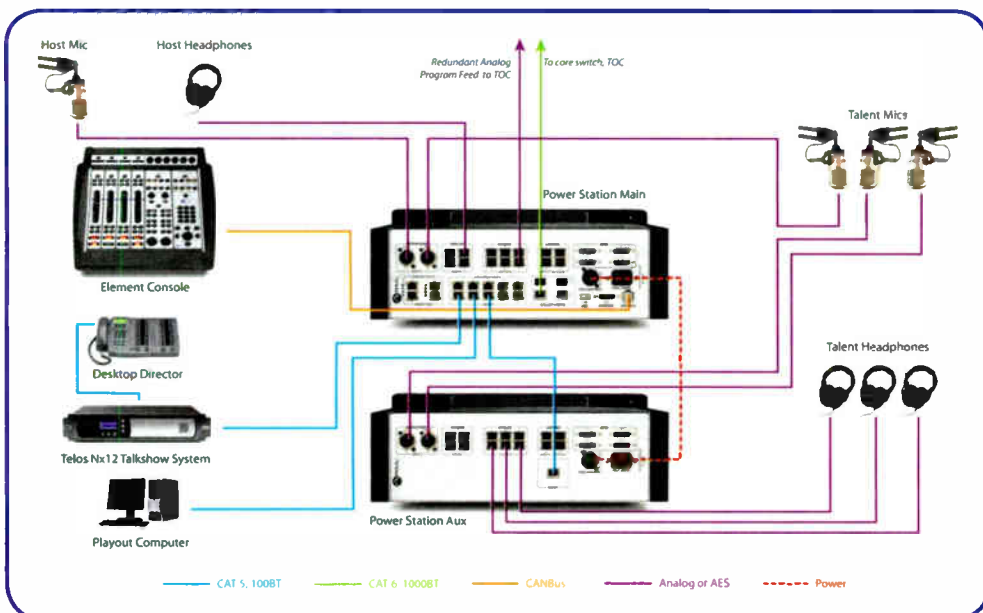 Host Mic
Host Headphones
Redundant Analog
Program Feed to TOC
To core switch, TOC
Talent Mics
Power Station Main
Element Console
Desktop Director
Talent Headphones
Telos Nx12 Talkshow System
Power Station Aux
Playout Computer
CAT 5, 100BT
CAT 6 1000BT
CANBus
Analog or AES
Power